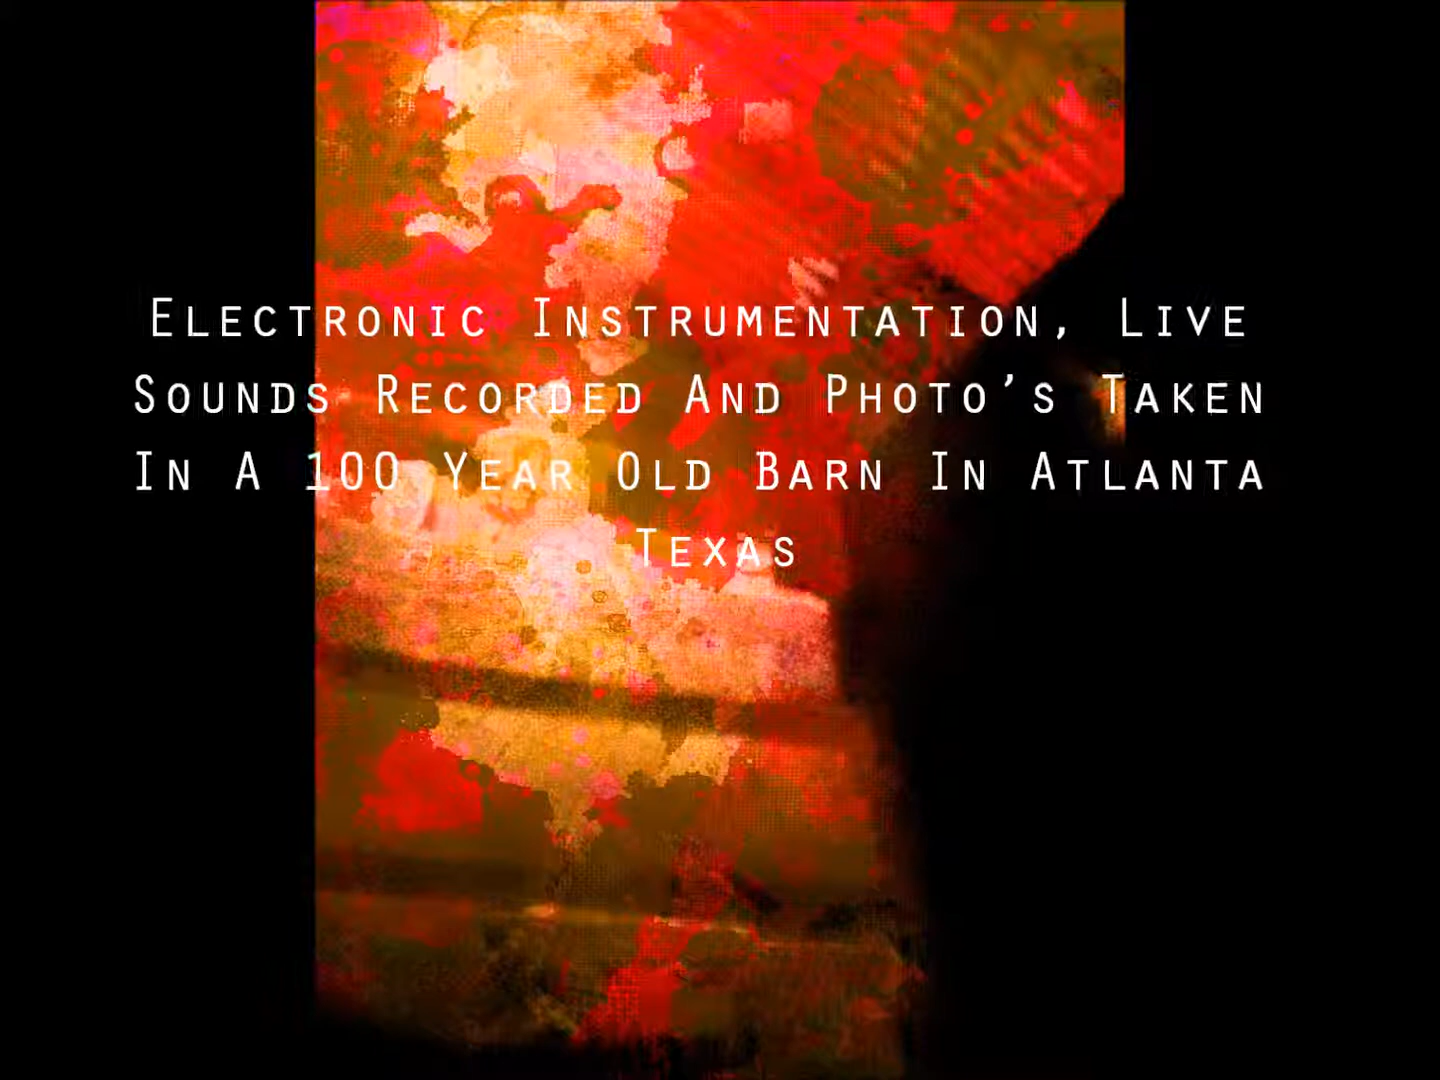 Electronic Instrumentation, Live
Sounds Recorded And Photo's Taken
In A 100 Year Old Barn In Atlanta
Texas